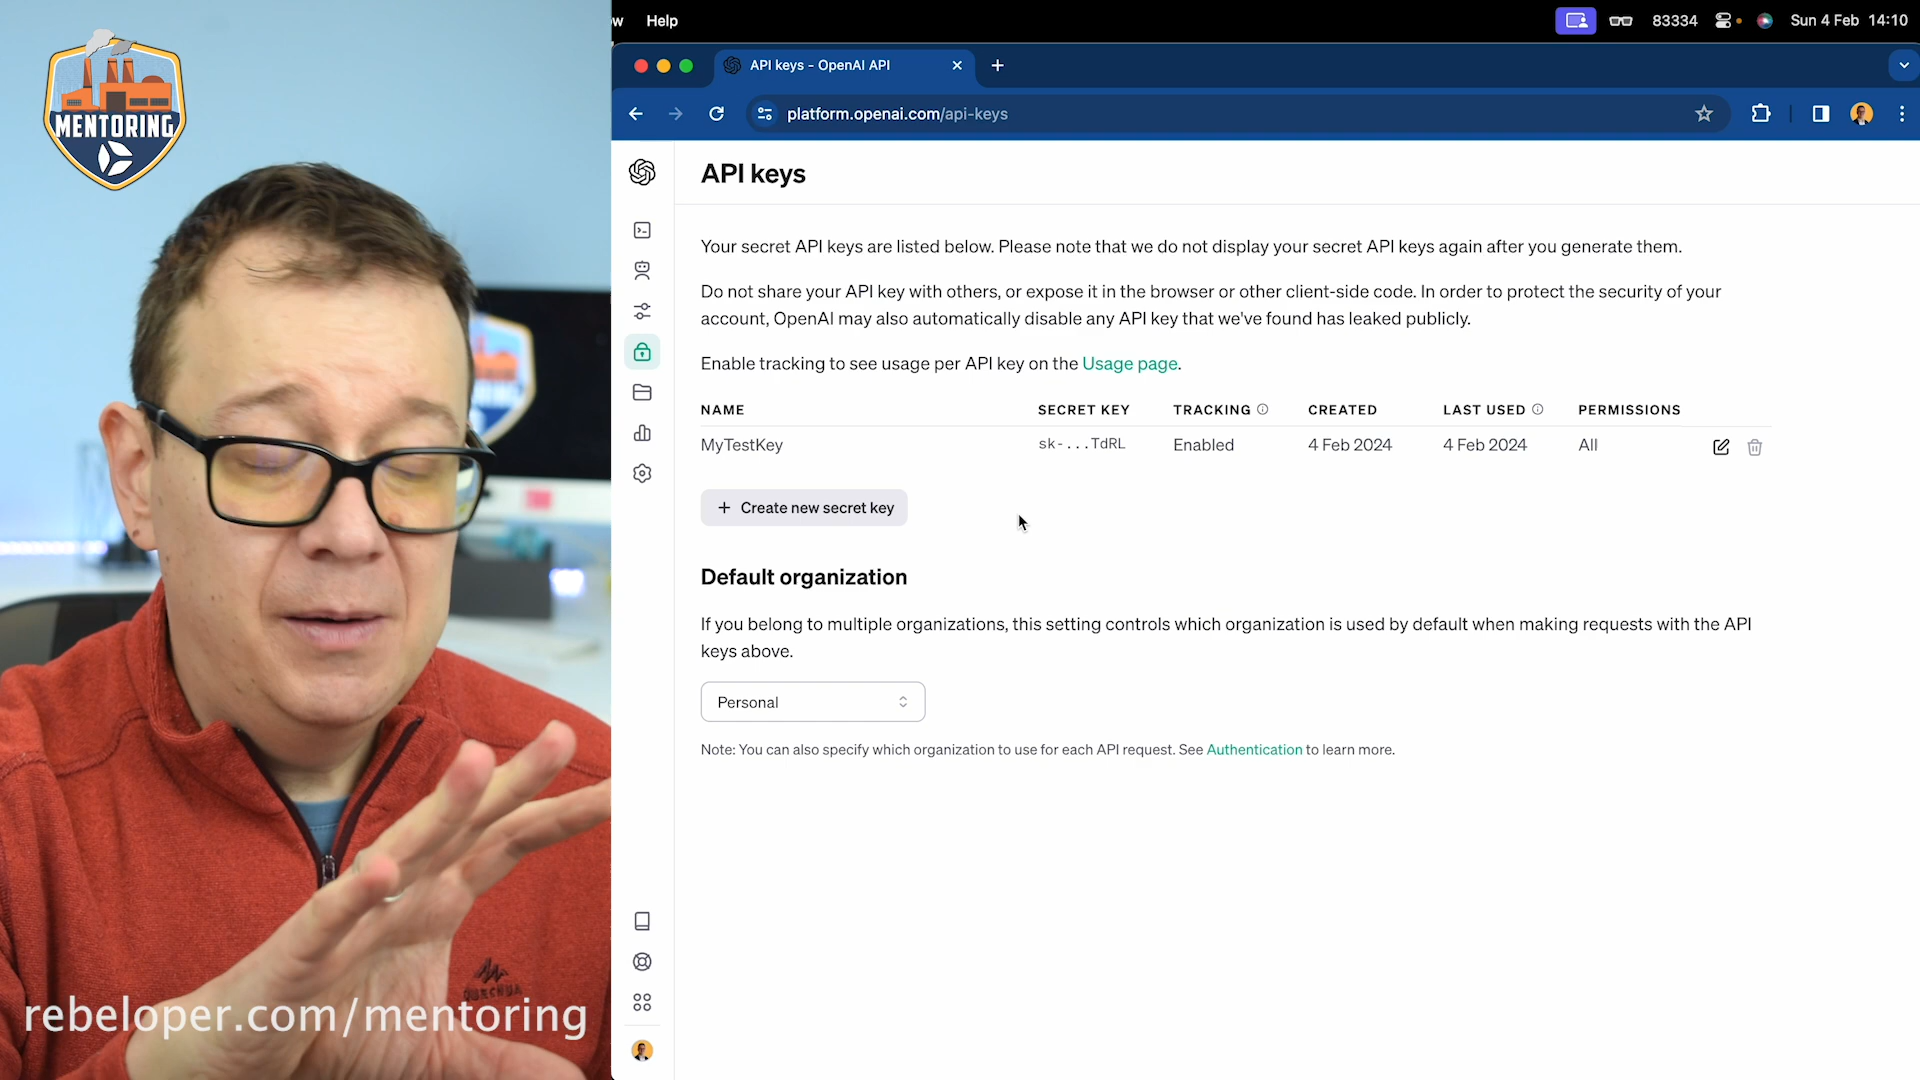 MENTORING
rebeloper.com/mentoring
w Help
83334
Sun 4 Feb 14:10
API keys - OpenAI API
platform.openai.com/api-keys
API keys
Your secret API keys are listed below. Please note that we do not display your secret API keys again after you generate them.
Do not share your API key with others, or expose it in the browser or other client-side code. In order to protect the security of your
account, OpenAI may also automatically disable any API key that we've found has leaked publicly.
Enable tracking to see usage per API key on the Usage page.
NAME SECRET KEY TRACKING CREATED LAST USED PERMISSIONS
MyTestKey sk-...TdRL Enabled 4 Feb 2024 4 Feb 2024 All
+ Create new secret key
Default organization
If you belong to multiple organizations, this setting controls which organization is used by default when making requests with the API
keys above.
Personal
Note: You can also specify which organization to use for each API request. See Authentication to learn more.